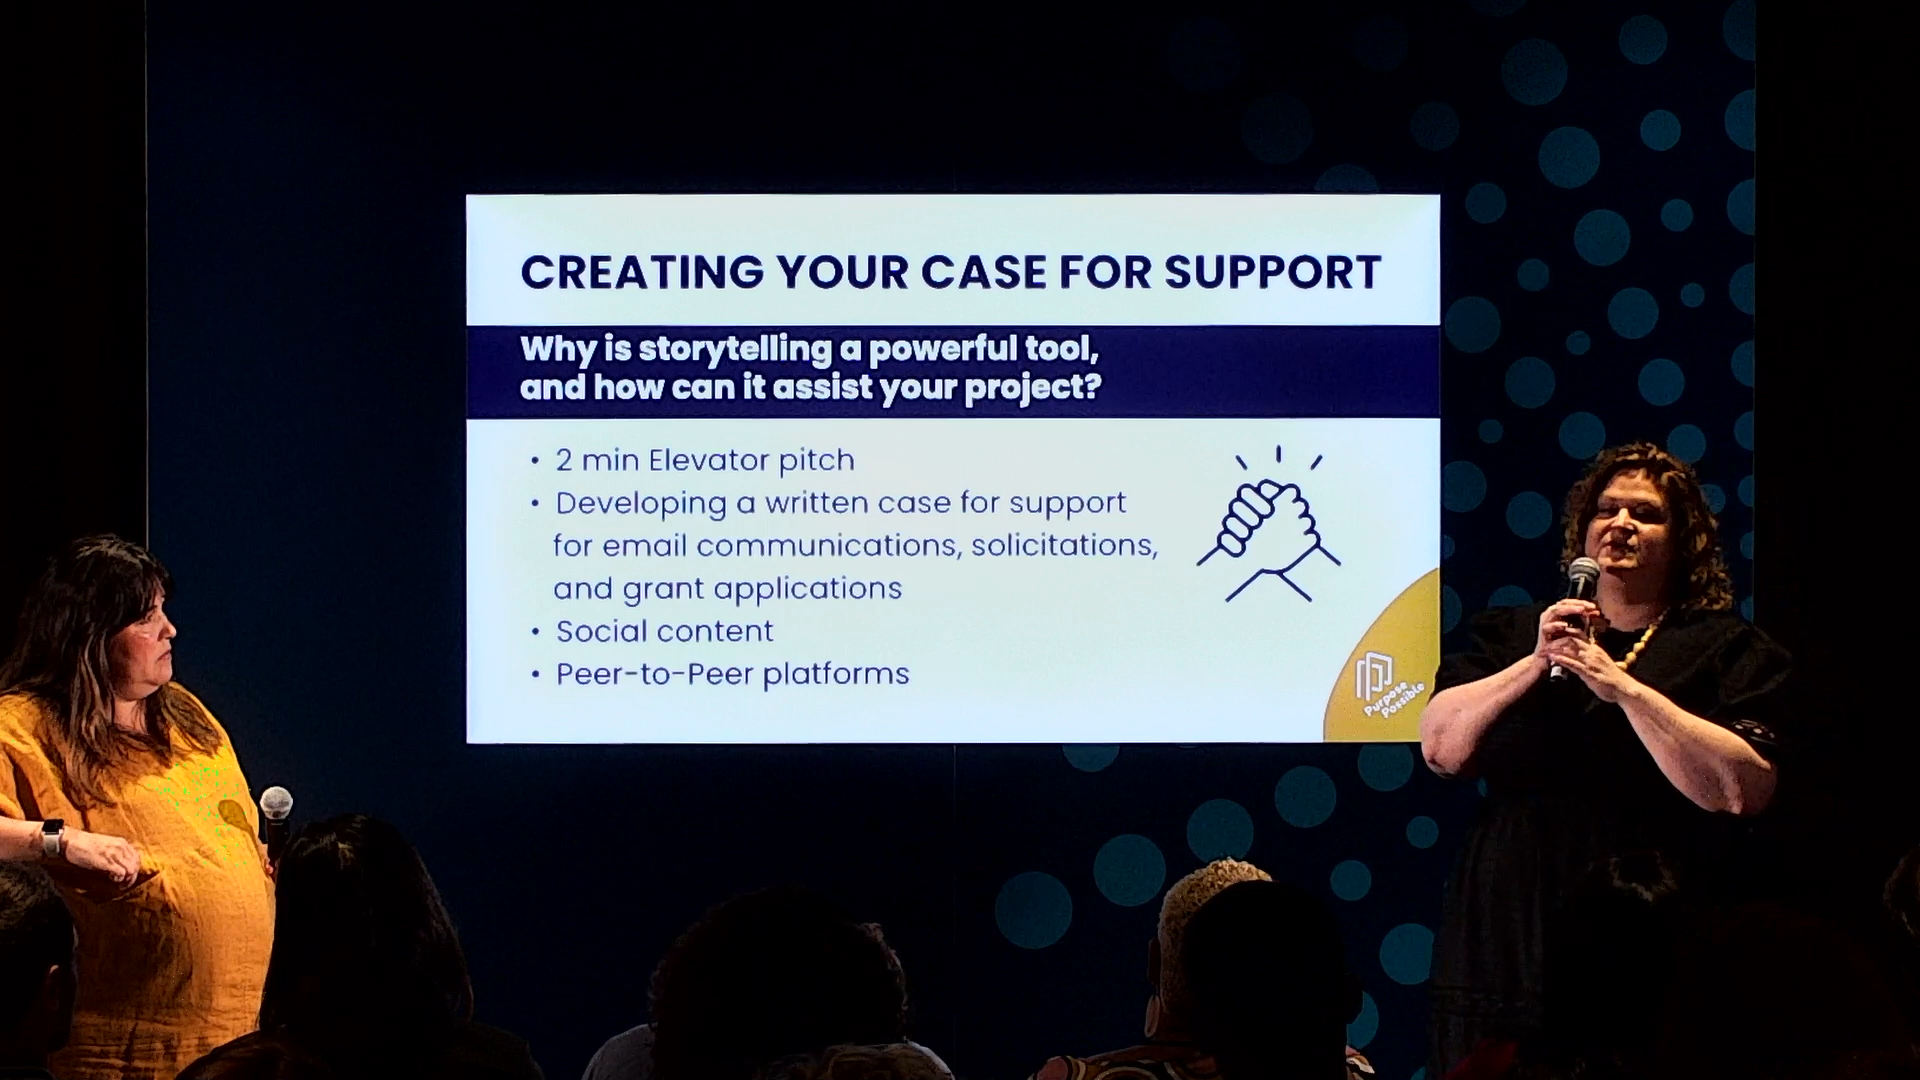 CREATING YOUR CASE FOR SUPPORT
Why is storytelling a powerful tool,
and how can it assist your project?
• 2 min Elevator pitch
• Developing a written case for support
for email communications, solicitations,
and grant applications
• Social content
• Peer-to-Peer platforms
Purpose
Possible